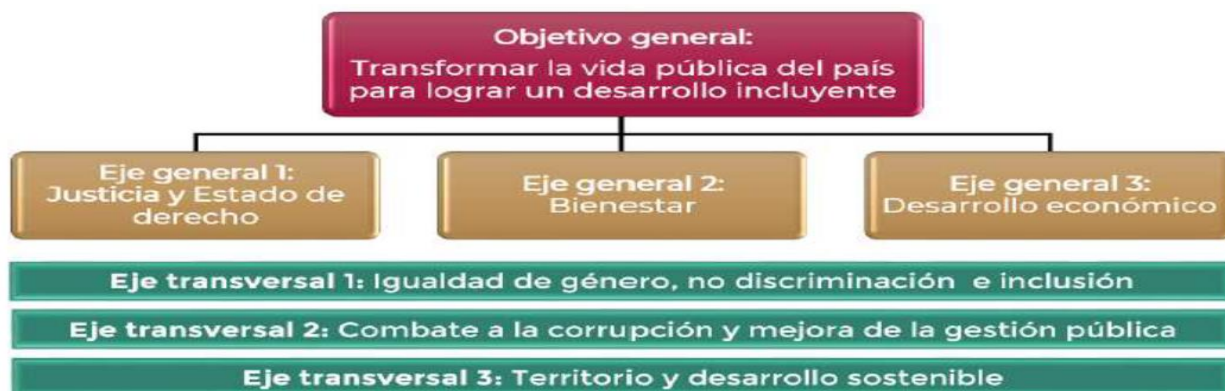 Objetivo general:
Transformar la vida pública del país
para lograr un desarrollo incluyente
Eje general 1:
Justicia y Estado de
derecho
Eje general 2:
Bienestar
Eje general 3:
Desarrollo económico
Eje transversal 1: Igualdad de género, no discriminación e inclusión
Eje transversal 2: Combate a la corrupción y mejora de la gestión pública
Eje transversal 3: Territorio y desarrollo sostenible